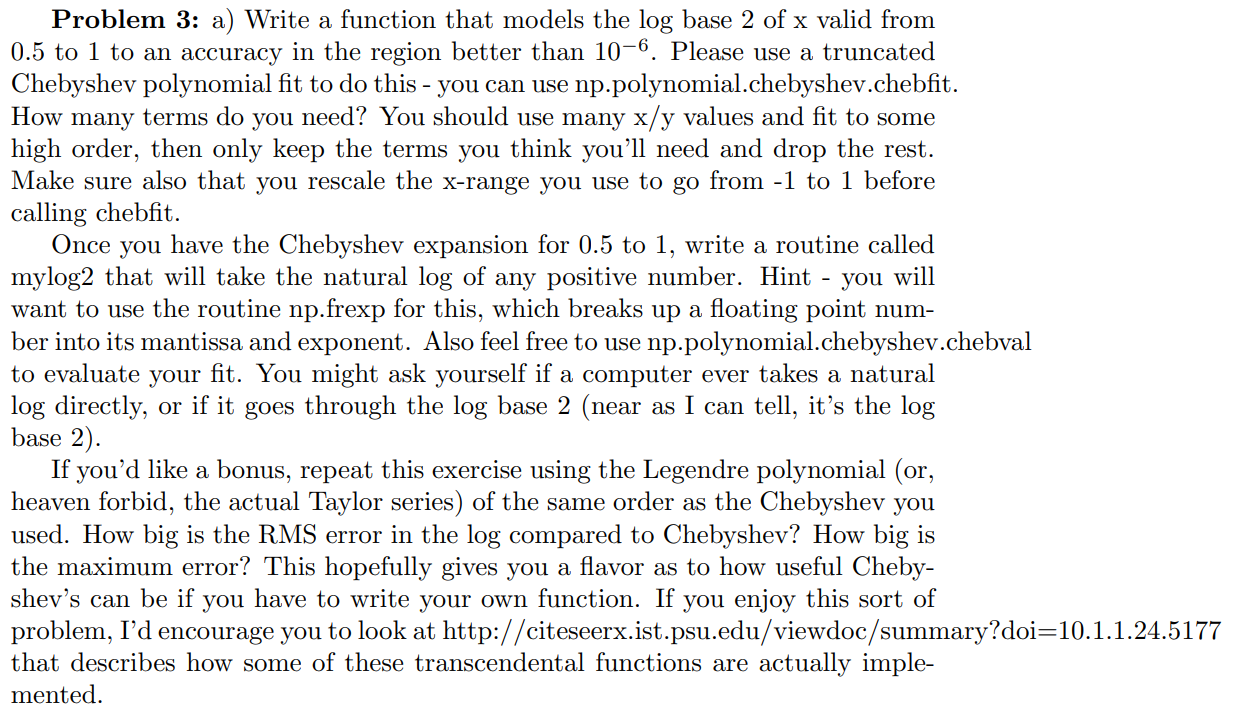 Problem 3: a) Write a function that models the log base 2 of x valid from
0.5 to 1 to an accuracy in the region better than 10⁻⁶. Please use a truncated
Chebyshev polynomial fit to do this - you can use np.polynomial.chebyshev.chebfit.
How many terms do you need? You should use many x/y values and fit to some
high order, then only keep the terms you think you'll need and drop the rest.
Make sure also that you rescale the x-range you use to go from -1 to 1 before
calling chebfit.
Once you have the Chebyshev expansion for 0.5 to 1, write a routine called
mylog2 that will take the natural log of any positive number. Hint - you will
want to use the routine np.frexp for this, which breaks up a floating point num-
ber into its mantissa and exponent. Also feel free to use np.polynomial.chebyshev.chebval
to evaluate your fit. You might ask yourself if a computer ever takes a natural
log directly, or if it goes through the log base 2 (near as I can tell, it's the log
base 2).
If you'd like a bonus, repeat this exercise using the Legendre polynomial (or,
heaven forbid, the actual Taylor series) of the same order as the Chebyshev you
used. How big is the RMS error in the log compared to Chebyshev? How big is
the maximum error? This hopefully gives you a flavor as to how useful Cheby-
shev's can be if you have to write your own function. If you enjoy this sort of
problem, I'd encourage you to look at http://citeseerx.ist.psu.edu/viewdoc/summary?doi=10.1.1.24.5177
that describes how some of these transcendental functions are actually imple-
mented.